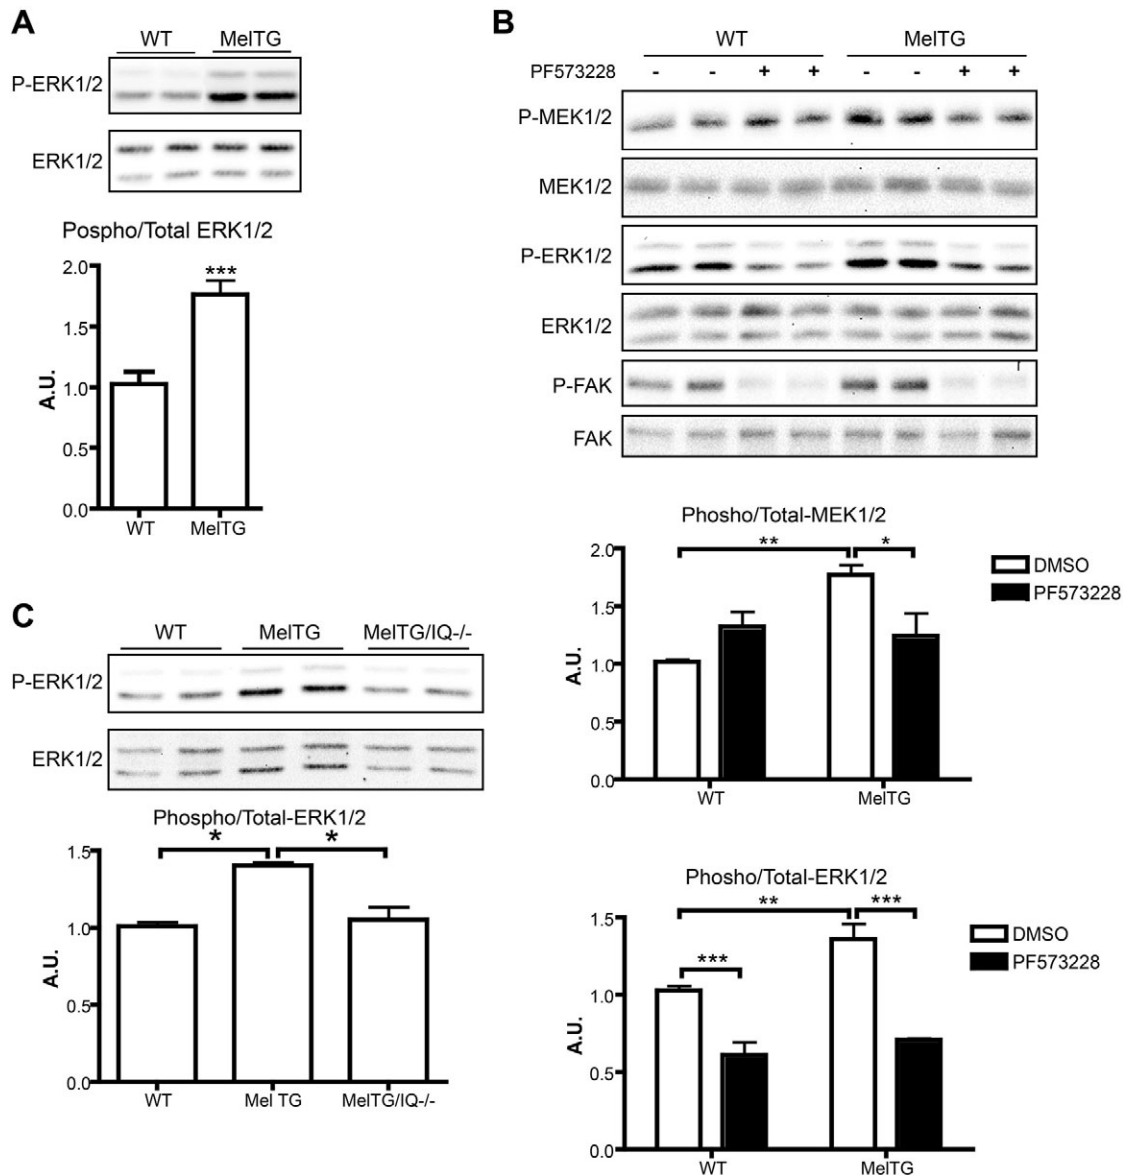 A
WT MelTG
P-ERK1/2
ERK1/2
Pospho/Total ERK1/2
2.0
***
1.5
1.0
0.5
0.0
A.U.
WT MelTG
B
WT MelTG
PF573228 - - + + - - + +
P-MEK1/2
MEK1/2
P-ERK1/2
ERK1/2
P-FAK
FAK
Phosho/Total-MEK1/2
2.0
** *
1.5
1.0
0.5
0.0
A.U.
WT MelTG
DMSO
PF573228
Phosho/Total-ERK1/2
1.5
** ***
***
1.0
0.5
0.0
A.U.
WT MelTG
DMSO
PF573228
C
WT MelTG MelTG/IQ-/-
P-ERK1/2
ERK1/2
Phospho/Total-ERK1/2
1.5
* *
1.0
0.5
0.0
A.U.
WT Mel TG MelTG/IQ-/-